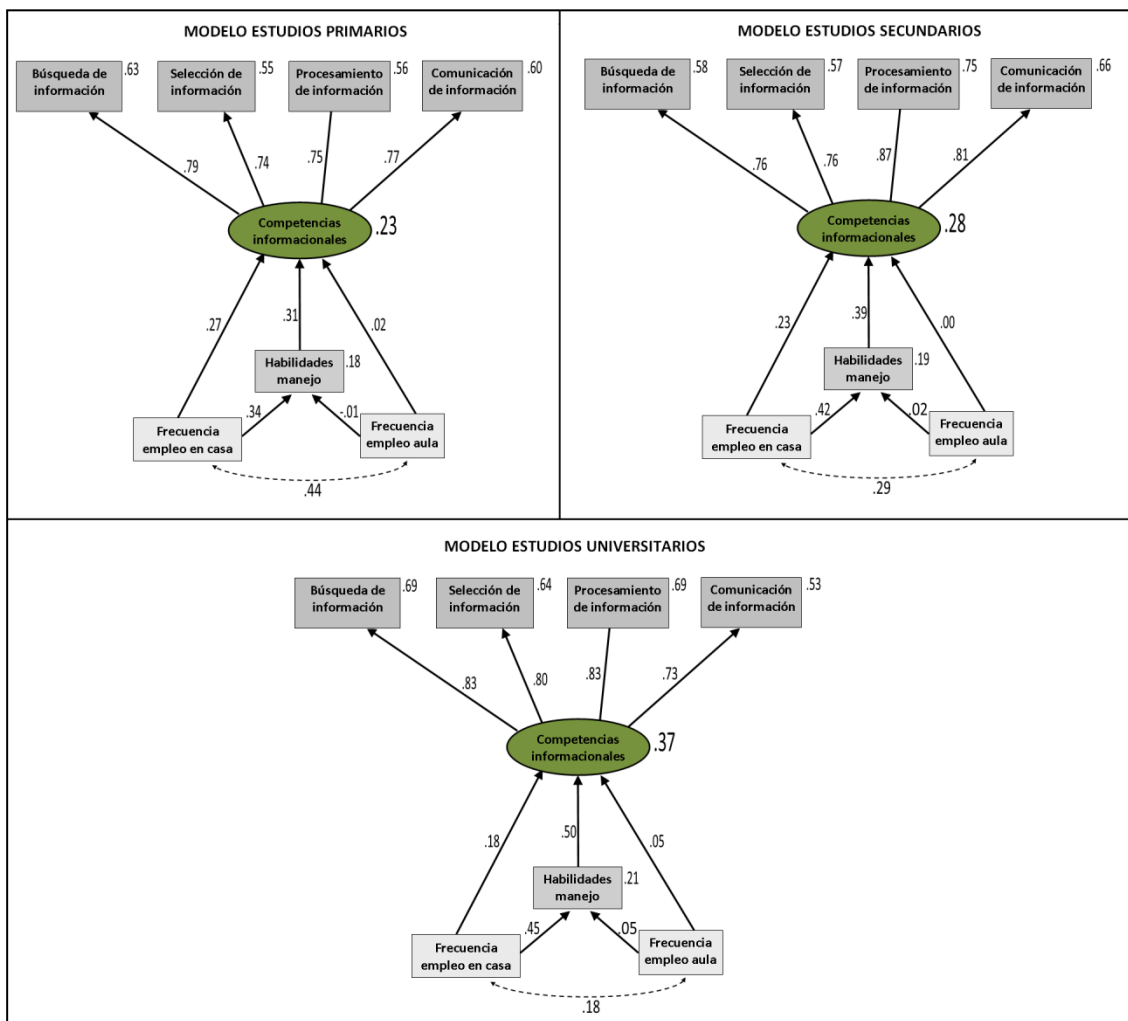 MODELO ESTUDIOS PRIMARIOS
Búsqueda de
información
.63
Selección de
información
.55
Procesamiento
de información
.56
Comunicación
de información
.60
.79
.74
.75
.77
Competencias
informacionales
.23
.27
.31
.02
Habilidades
manejo
.18
.34
-.01
Frecuencia
empleo en casa
Frecuencia
empleo aula
.44
MODELO ESTUDIOS SECUNDARIOS
Búsqueda de
información
.58
Selección de
información
.57
Procesamiento
de información
.75
Comunicación de
información
.66
.76
.76
.87
.81
Competencias
informacionales
.28
.23
.39
.00
Habilidades
manejo
.19
.42
.02
Frecuencia
empleo en casa
Frecuencia
empleo aula
.29
MODELO ESTUDIOS UNIVERSITARIOS
Búsqueda de
información
.69
Selección de
información
.64
Procesamiento
de información
.69
Comunicación
de información
.53
.83
.80
.83
.73
Competencias
informacionales
.37
.18
.50
.05
Habilidades
manejo
.21
.45
.05
Frecuencia
empleo en casa
Frecuencia
empleo aula
.18